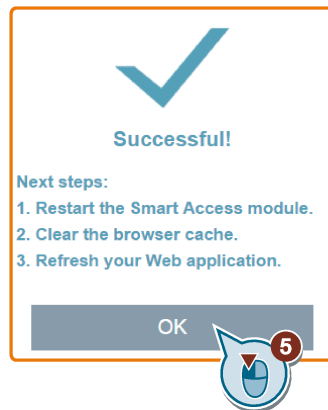 Successful!
Next steps:
1. Restart the Smart Access module.
2. Clear the browser cache.
3. Refresh your Web application.
OK
5